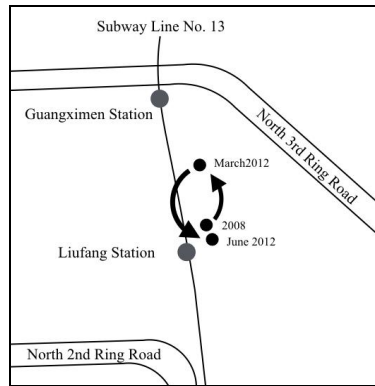 Subway Line No. 13
Guangximen Station
North 3rd Ring Road
March2012
2008
June 2012
Liufang Station
North 2nd Ring Road